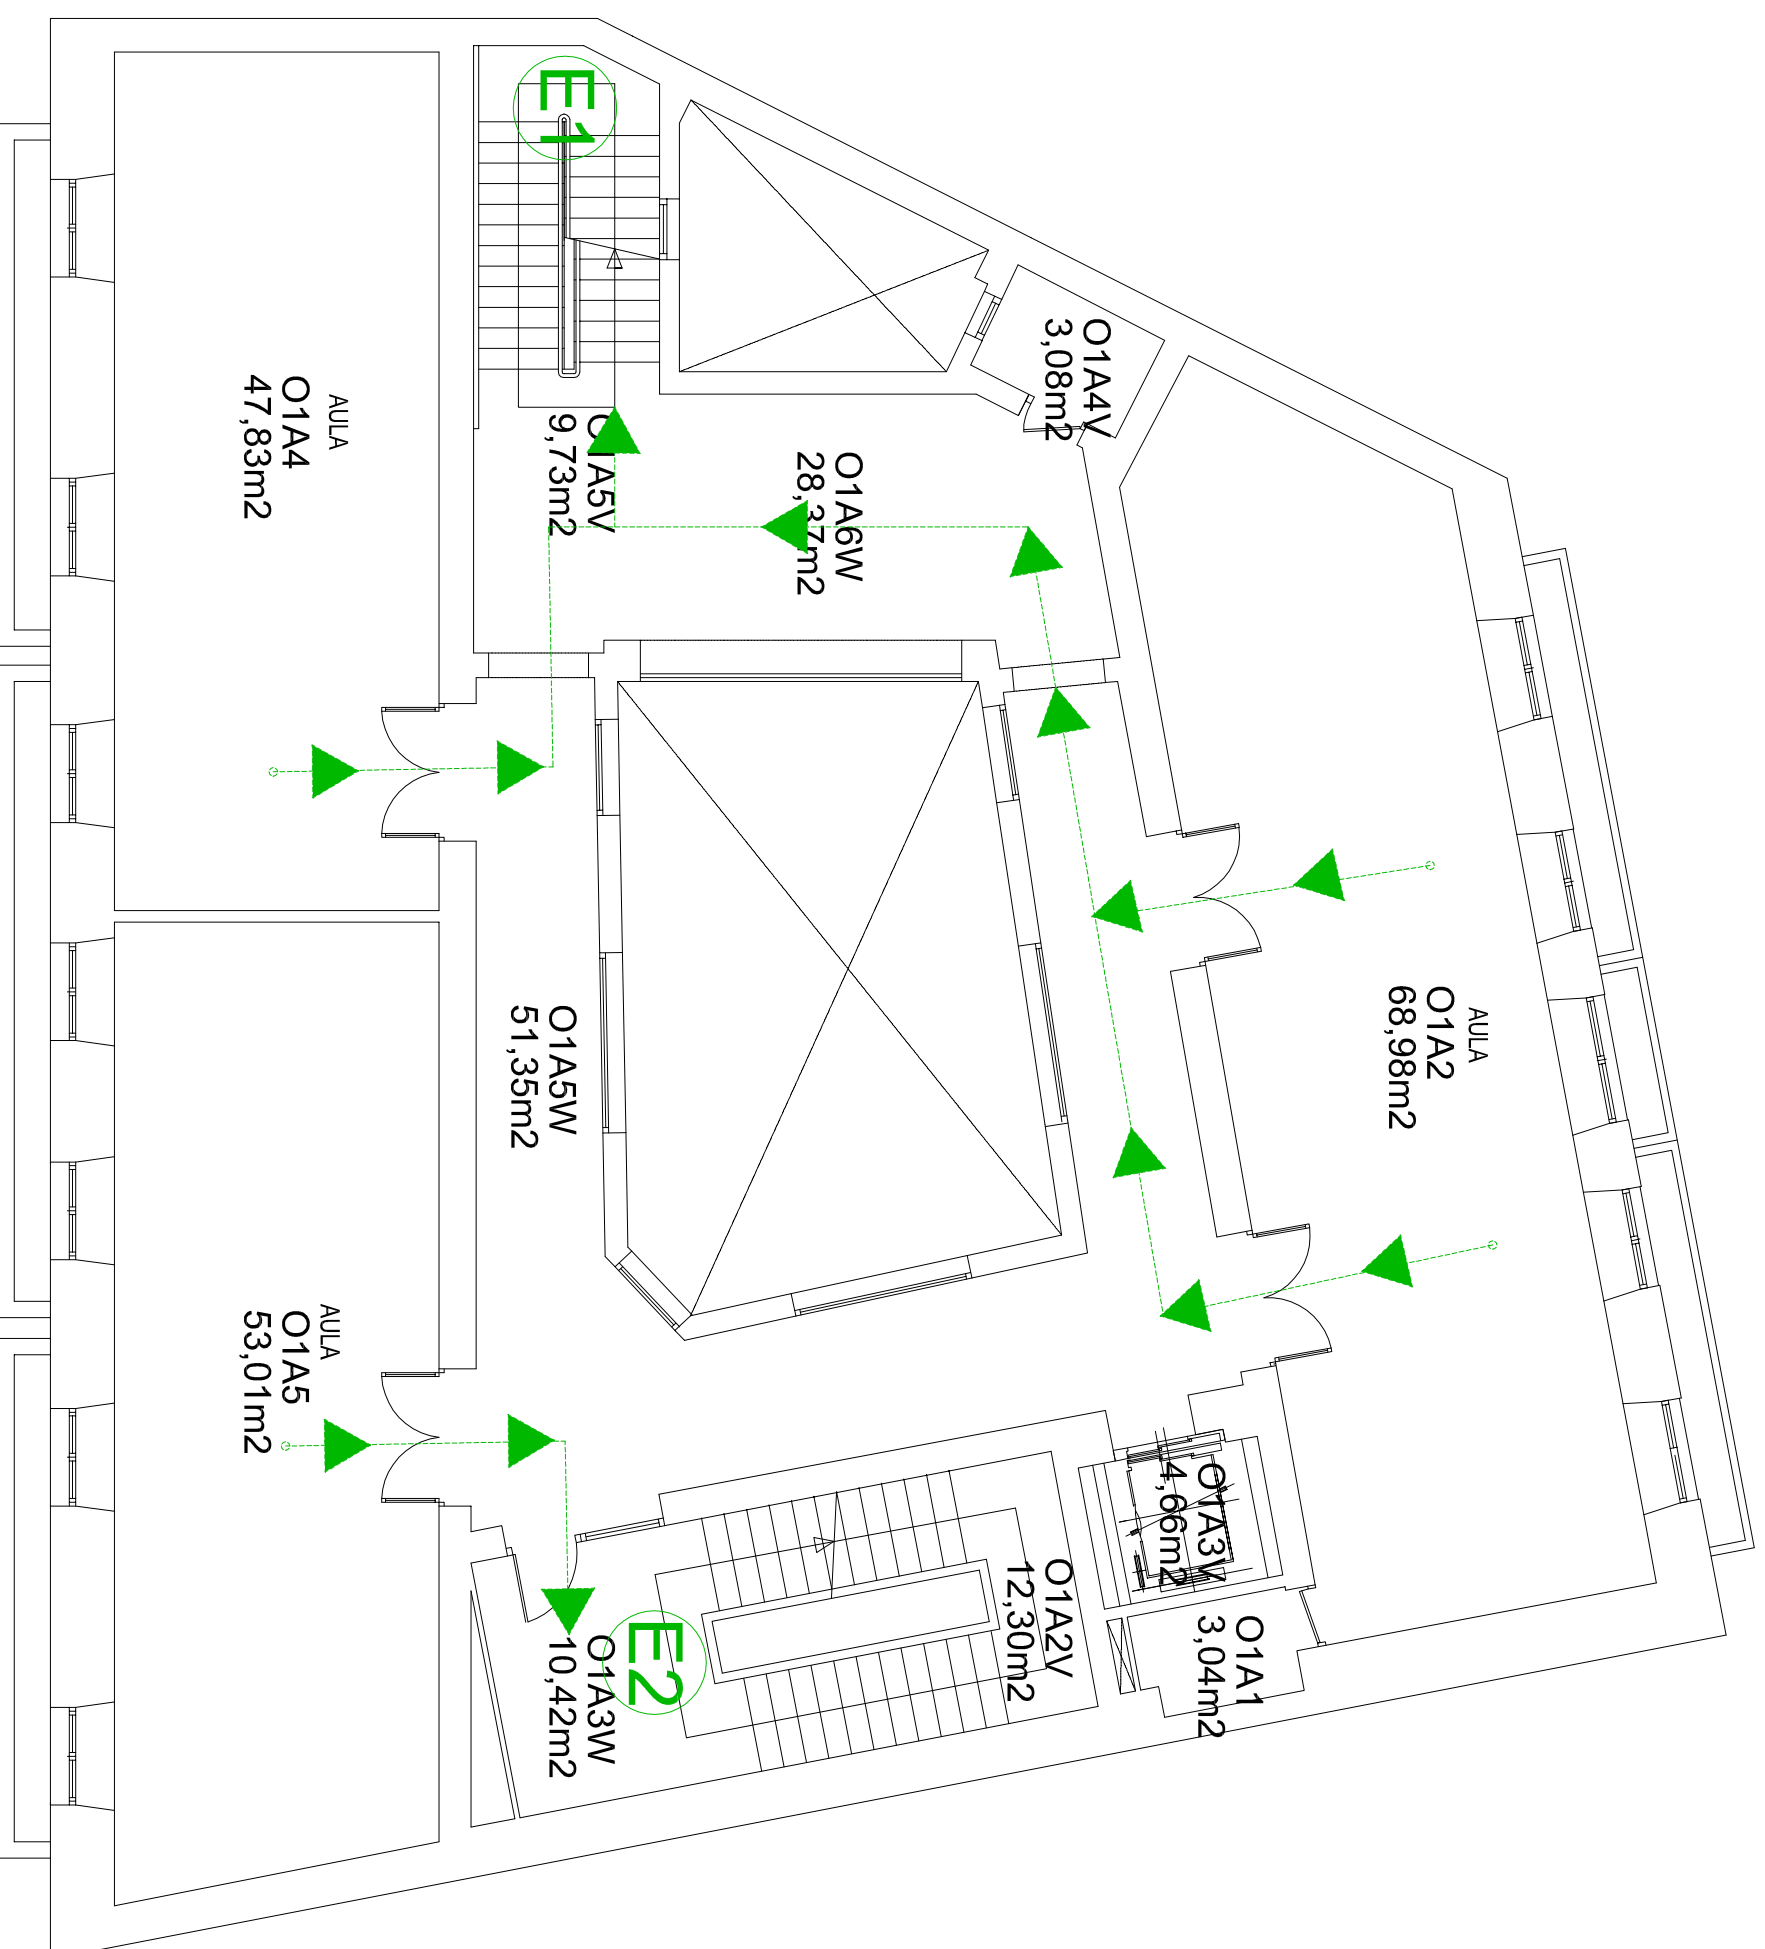 E1
O1A4V
3,08m2
AULA
O1A4
47,83m2
O1A5V
9,73m2
O1A6W
28,37m2
AULA
O1A2
68,98m2
O1A5W
51,35m2
AULA
O1A5
53,01m2
O1A3V
4,66m2
O1A2V
12,30m2
O1A1
3,04m2
E2
O1A3W
10,42m2